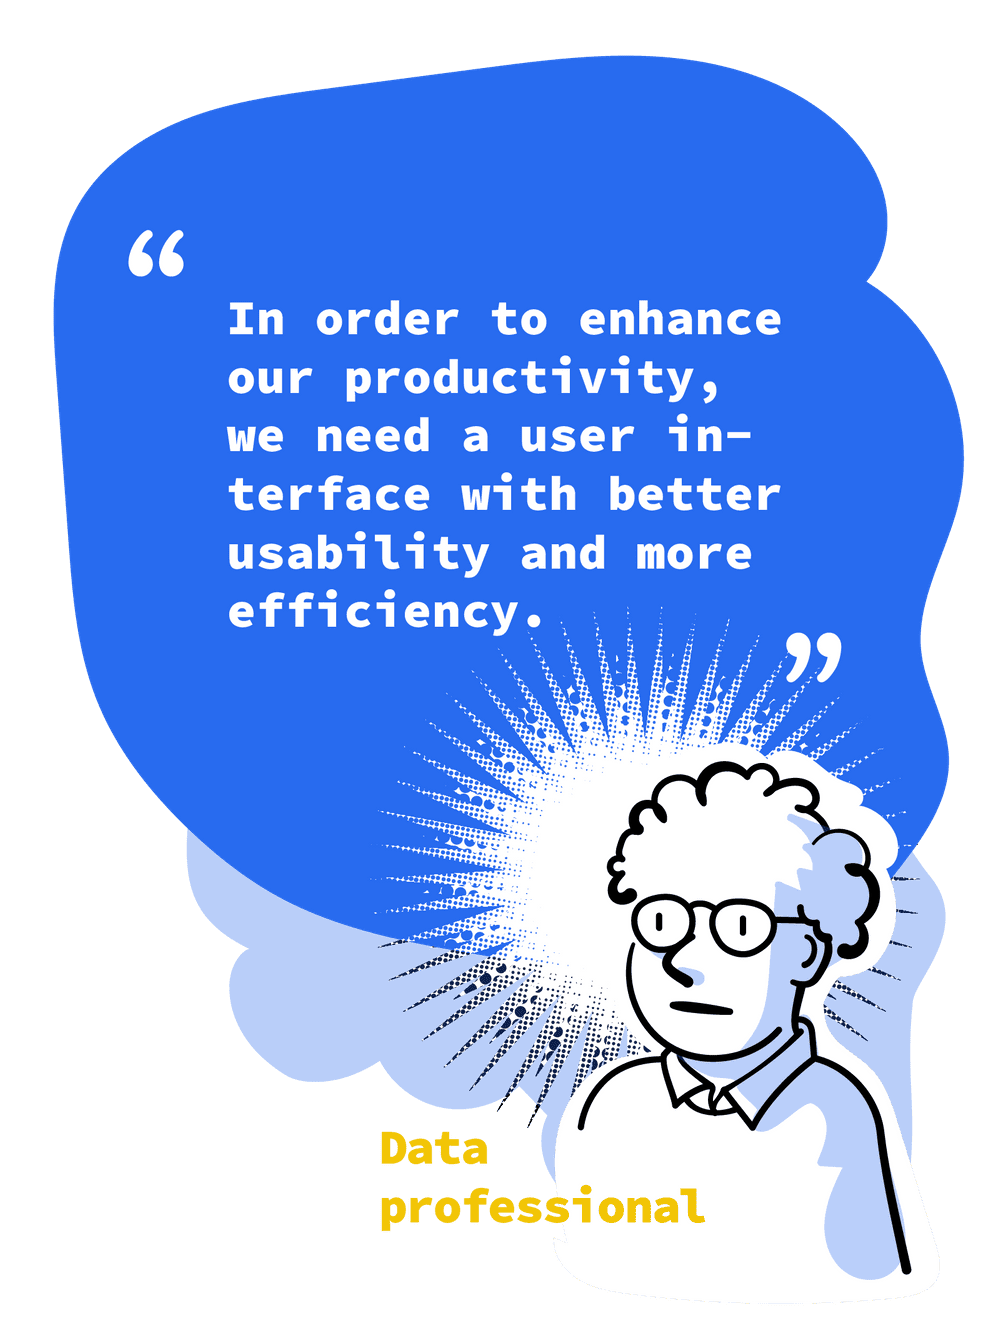 “
In order to enhance
our productivity,
we need a user in-
terface with better
usability and more
efficiency.
”
Data
professional